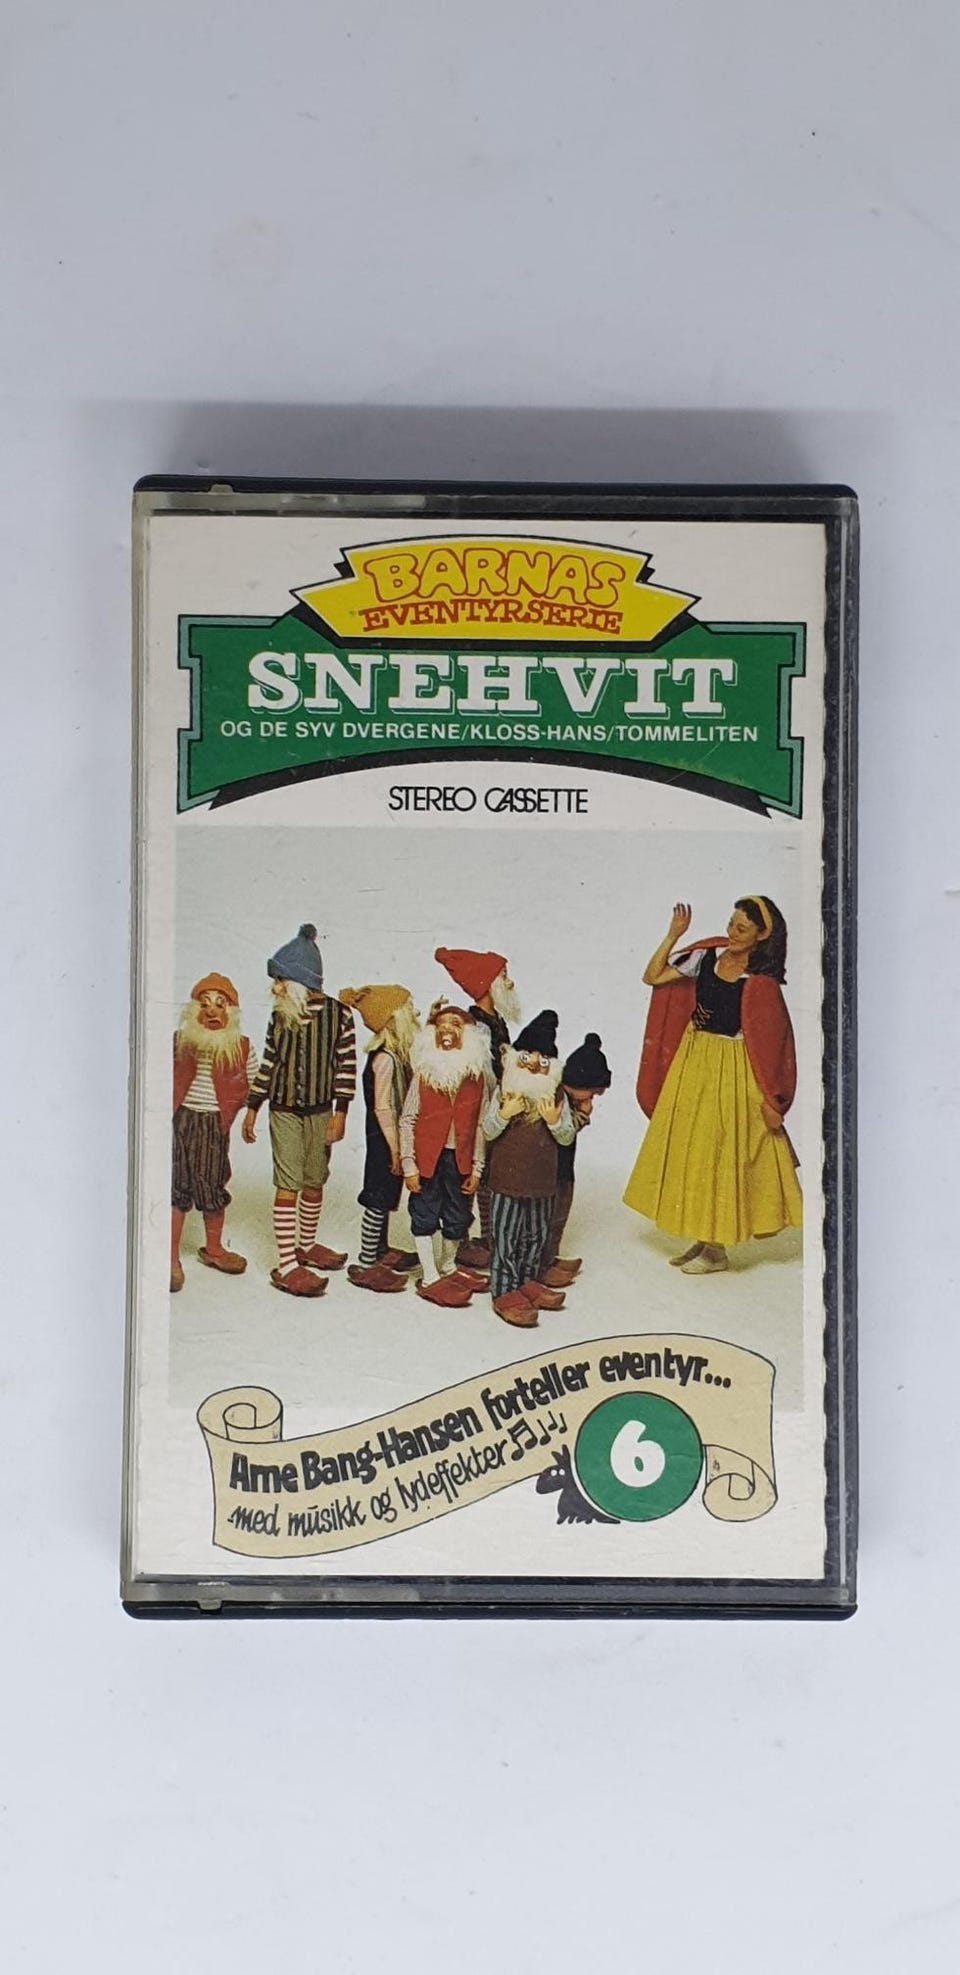 BARNAS
EVENTYRSERIE
SNEHVIT
OG DE SYV DVERGENE/KLOSS-HANS/TOMMELITEN
STEREO CASSETTE
Arne Bang-Hansen forteller eventyr...
med musikk og lydeffekter
6